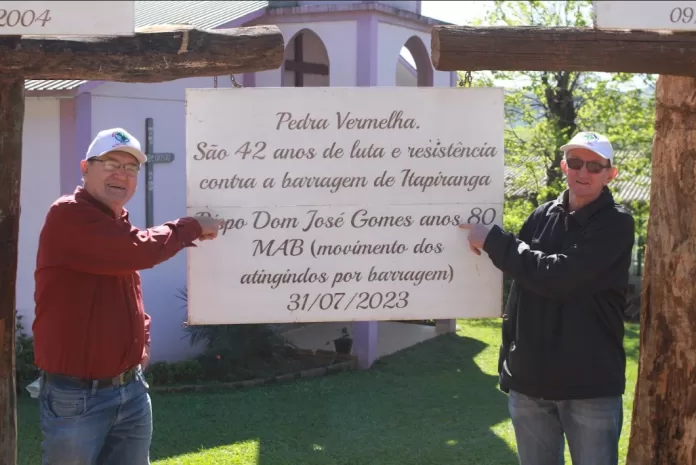 2004
09
Pedra Vermelha.
São 42 anos de luta e resistência
contra a barragem de Itapiranga
Dom José Gomes anos 80
MAB (movimento dos
atingindos por barragem)
31/07/2023